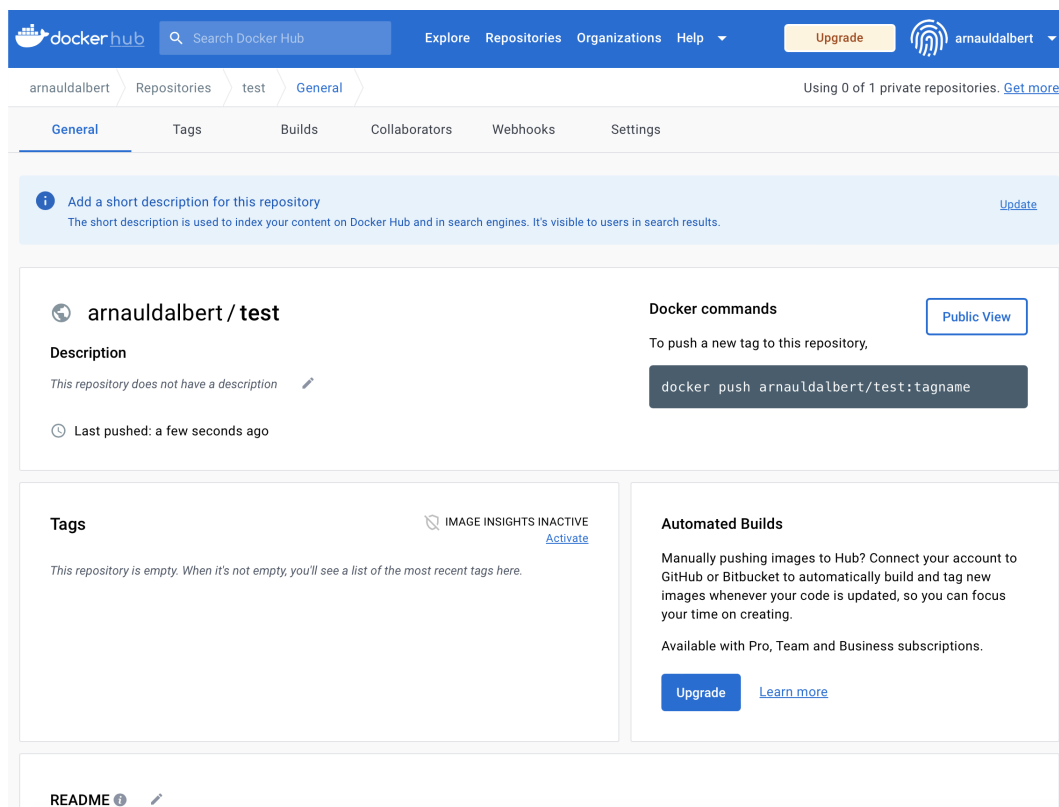 dockerhub
Search Docker Hub
Explore Repositories Organizations Help
Upgrade
arnauldalbert
arnauldalbert Repositories test General
Using 0 of 1 private repositories. Get more
General Tags Builds Collaborators Webhooks Settings
Add a short description for this repository
The short description is used to index your content on Docker Hub and in search engines. It's visible to users in search results.
Update
arnauldalbert / test
Description
This repository does not have a description
Last pushed: a few seconds ago
Docker commands
Public View
To push a new tag to this repository,
docker push arnauldalbert/test:tagname
Tags
IMAGE INSIGHTS INACTIVE
Activate
This repository is empty. When it's not empty, you'll see a list of the most recent tags here.
Automated Builds
Manually pushing images to Hub? Connect your account to
GitHub or Bitbucket to automatically build and tag new
images whenever your code is updated, so you can focus
your time on creating.
Available with Pro, Team and Business subscriptions.
Upgrade Learn more
README